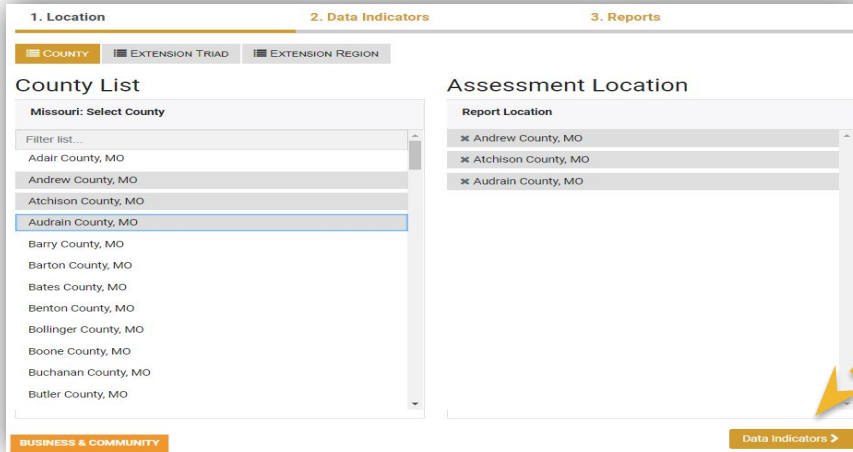 1. Location
2. Data Indicators
3. Reports
COUNTY
EXTENSION TRIAD
EXTENSION REGION
County List
Missouri: Select County
Filter list...
Adair County, MO
Andrew County, MO
Atchison County, MO
Audrain County, MO
Barry County, MO
Barton County, MO
Bates County, MO
Benton County, MO
Bollinger County, MO
Boone County, MO
Buchanan County, MO
Butler County, MO
Assessment Location
Report Location
Andrew County, MO
Atchison County, MO
Audrain County, MO
BUSINESS & COMMUNITY
Data Indicators